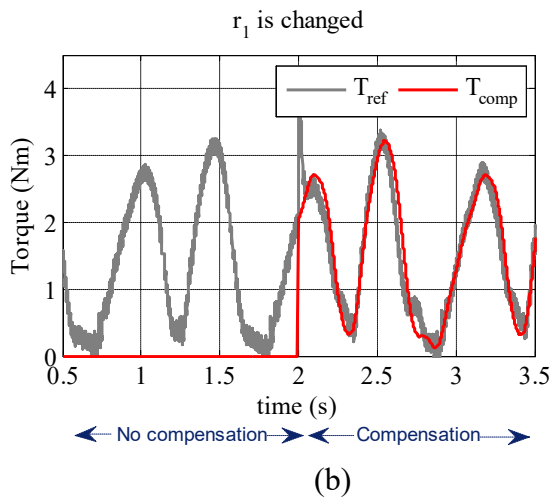 r1 is changed
Tref Tcomp
4
3
2
1
0
Torque (Nm)
0.5 1 1.5 2 2.5 3 3.5
time (s)
No compensation Compensation
(b)